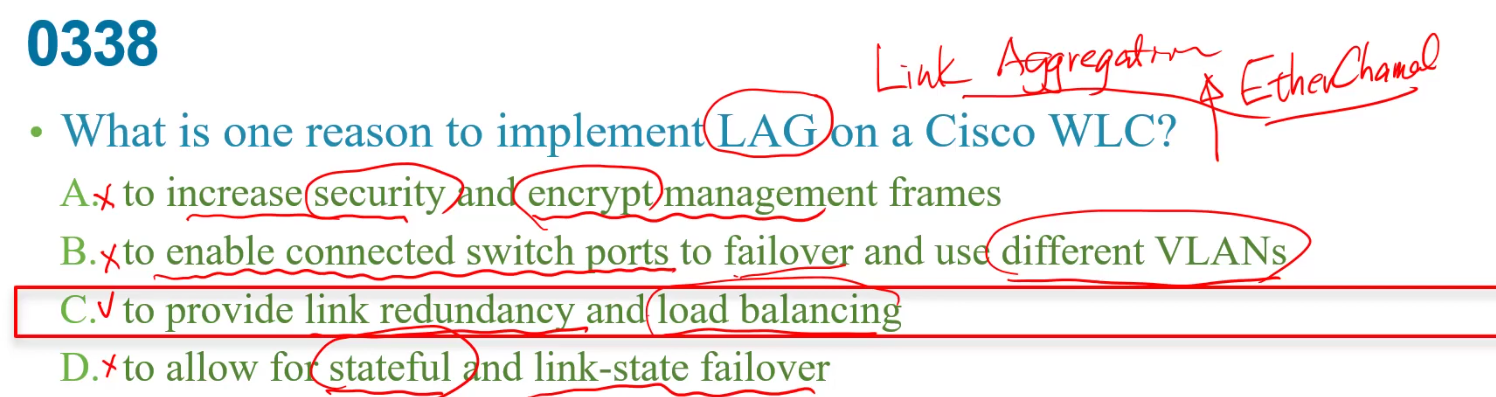 0338
Link Aggregation EtherChannel
• What is one reason to implement LAG on a Cisco WLC?
A. to increase security and encrypt management frames
B. to enable connected switch ports to failover and use different VLANs
C. to provide link redundancy and load balancing
D. to allow for stateful and link-state failover